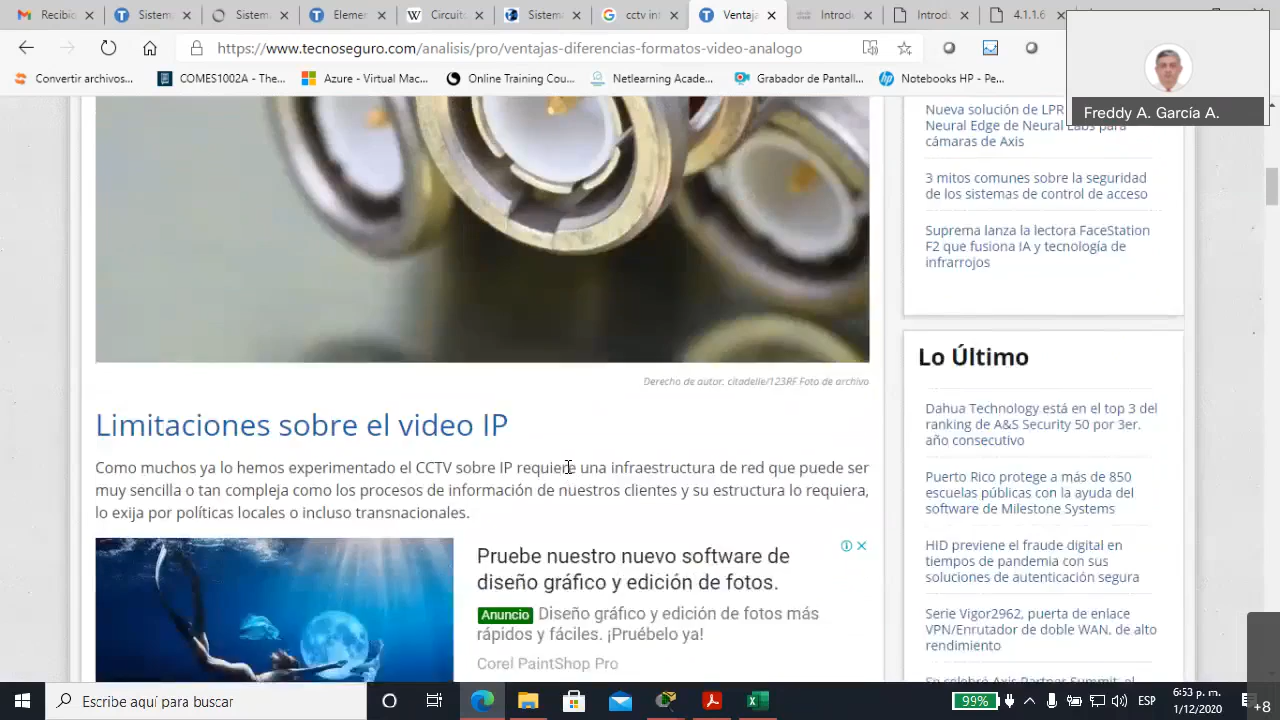 Recibic
Tecnolo
Sistema
Elemen
Circuito
Sistem
cctv inf
Ventaja
Introdu
Introdu
4.1.1.6
https://www.tecnoseguro.com/analisis/pro/ventajas-diferencias-formatos-video-analogo
Convertir archivos...
COMES1002A - The...
Azure - Virtual Mac...
Online Training Cou...
Netlearning Acade...
Grabador de Pantall...
Notebooks HP - Pe...
Freddy A. García A.
Nueva solución de LPR
Neural Edge de Neural Labs para
cámaras de Axis
3 mitos comunes sobre la seguridad
de los sistemas de control de acceso
Suprema lanza la lectora FaceStation
F2 que fusiona IA y tecnología de
infrarrojos
Derecho de autor. citadelle/123RF Foto de archivo
Limitaciones sobre el video IP
Como muchos ya lo hemos experimentado el CCTV sobre IP requiere una infraestructura de red que puede ser
muy sencilla o tan compleja como los procesos de información de nuestros clientes y su estructura lo requiera,
lo exija por políticas locales o incluso transnacionales.
Pruebe nuestro nuevo software de
diseño gráfico y edición de fotos.
Anuncio Diseño gráfico y edición de fotos más
rápidos y fáciles. ¡Pruébelo ya!
Corel PaintShop Pro
Lo Último
Dahua Technology está en el top 3 del
ranking de A&S Security 50 por 3er.
año consecutivo
Puerto Rico protege a más de 850
escuelas públicas con la ayuda del
software de Milestone Systems
HID previene el fraude digital en
tiempos de pandemia con sus
soluciones de autenticación segura
Serie Vigor2962, puerta de enlace
VPN/Enrutador de doble WAN, de alto
rendimiento
Se celebró Axis Partner Summit, el
Escribe aquí para buscar
99%
ESP
6:53 p. m.
1/12/2020
+8